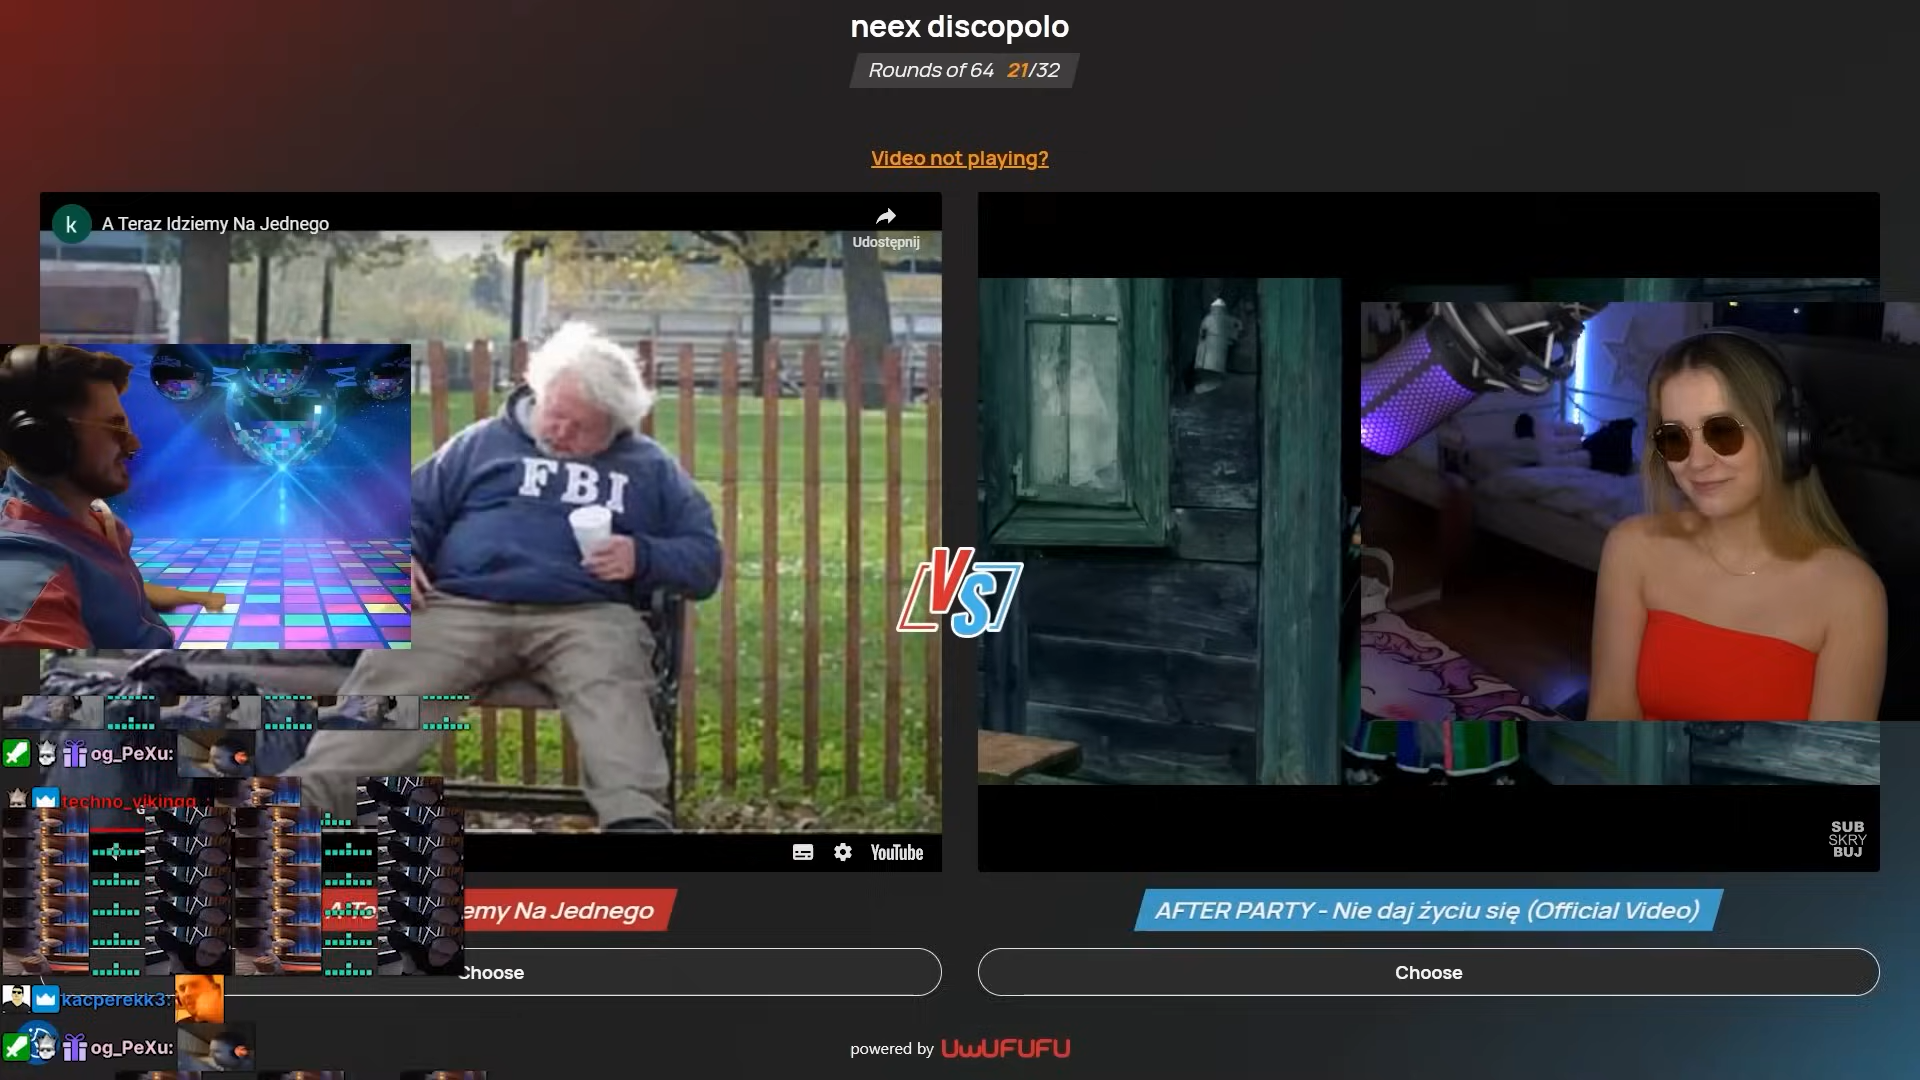 neex discopolo
Rounds of 64 21/32
Video not playing?
k A Teraz Idziemy Na Jednego
Udostępnij
FBI
VS
og_PeXu:
techno_vikingg
YouTube
SUB
SKRY
BUJ
emy Na Jednego
AFTER PARTY - Nie daj życiu się (Official Video)
Choose
Choose
kacperekk3:
og_PeXu:
powered by UwUFUFU